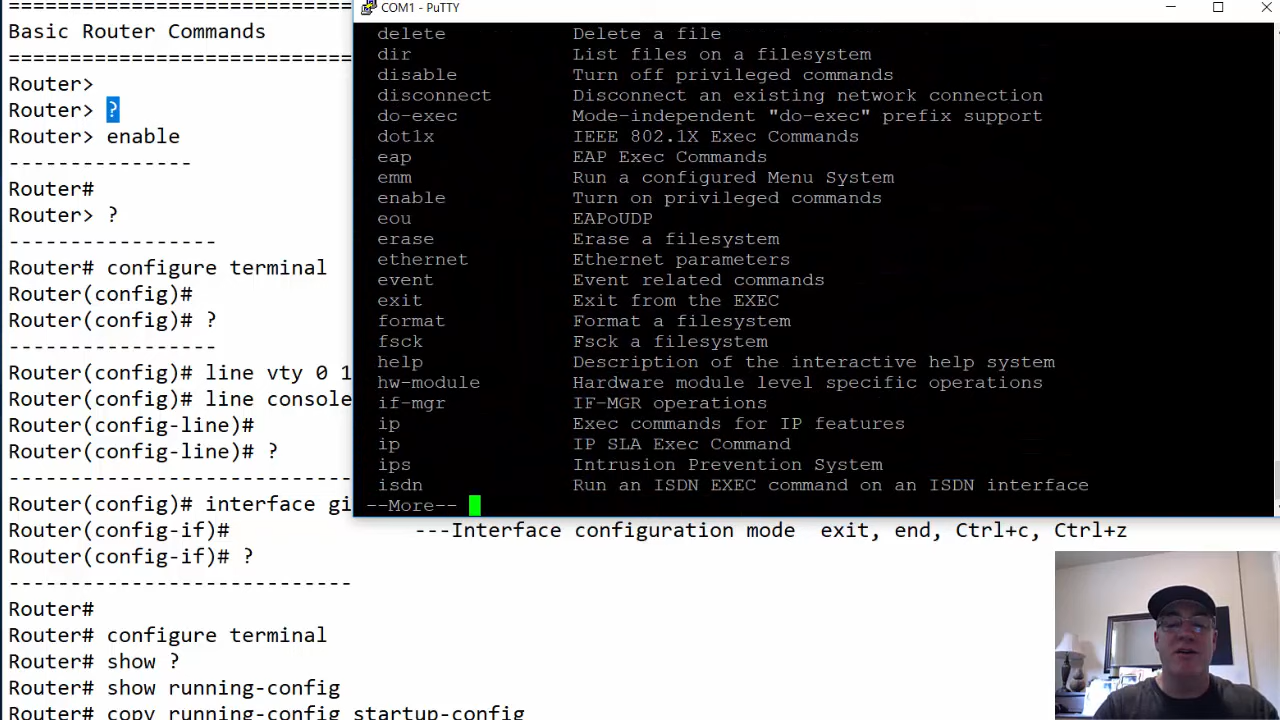 Basic Router Commands
Router>
Router> ?
Router> enable
---------------
Router#
Router> ?
-----------------
Router# configure terminal
Router(config)#
Router(config)# ?
-----------------
Router(config)# line vty 0 1
Router(config)# line console
Router(config-line)#
Router(config-line)# ?
Router(config)# interface gi
Router(config-if)# ---Interface configuration mode exit, end, Ctrl+c, Ctrl+z
Router(config-if)# ?
----------------------------
Router#
Router# configure terminal
Router# show ?
Router# show running-config
Router# copy running-config startup-config
COM1 - PuTTY
delete Delete a file
dir List files on a filesystem
disable Turn off privileged commands
disconnect Disconnect an existing network connection
do-exec Mode-independent "do-exec" prefix support
dot1x IEEE 802.1X Exec Commands
eap EAP Exec Commands
emm Run a configured Menu System
enable Turn on privileged commands
eou EAPoUDP
erase Erase a filesystem
ethernet Ethernet parameters
event Event related commands
exit Exit from the EXEC
format Format a filesystem
fsck Fsck a filesystem
help Description of the interactive help system
hw-module Hardware module level specific operations
if-mgr IF-MGR operations
ip Exec commands for IP features
ip IP SLA Exec Command
ips Intrusion Prevention System
isdn Run an ISDN EXEC command on an ISDN interface
--More--